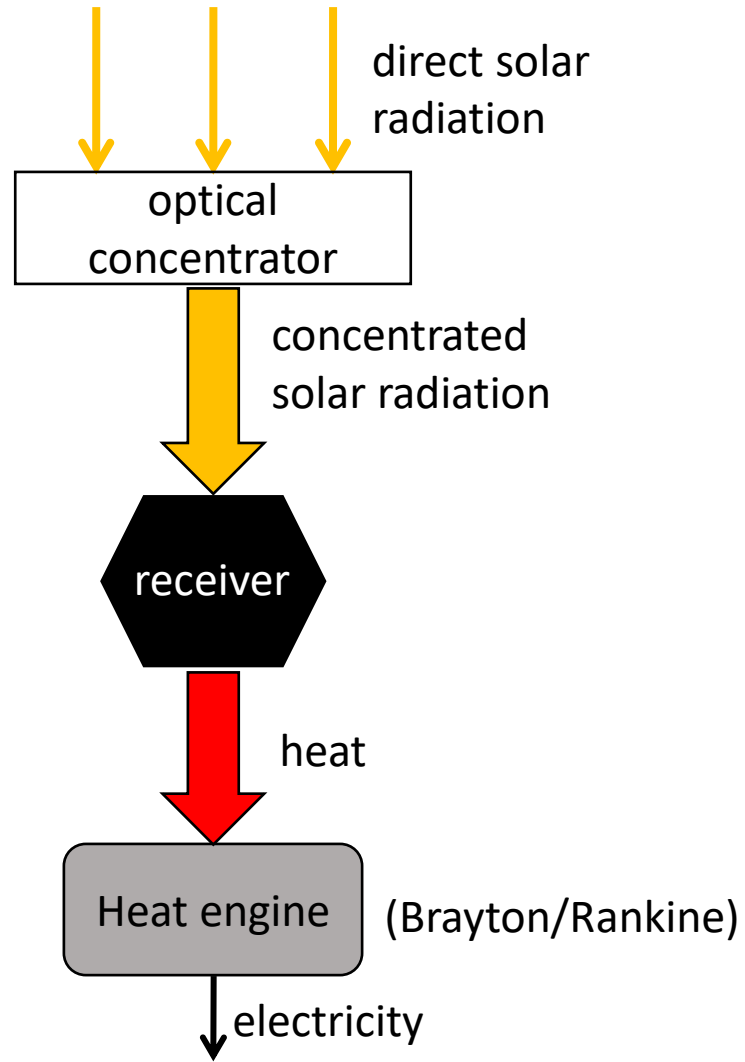 direct solar
radiation
optical
concentrator
concentrated
solar radiation
receiver
heat
Heat engine
(Brayton/Rankine)
electricity